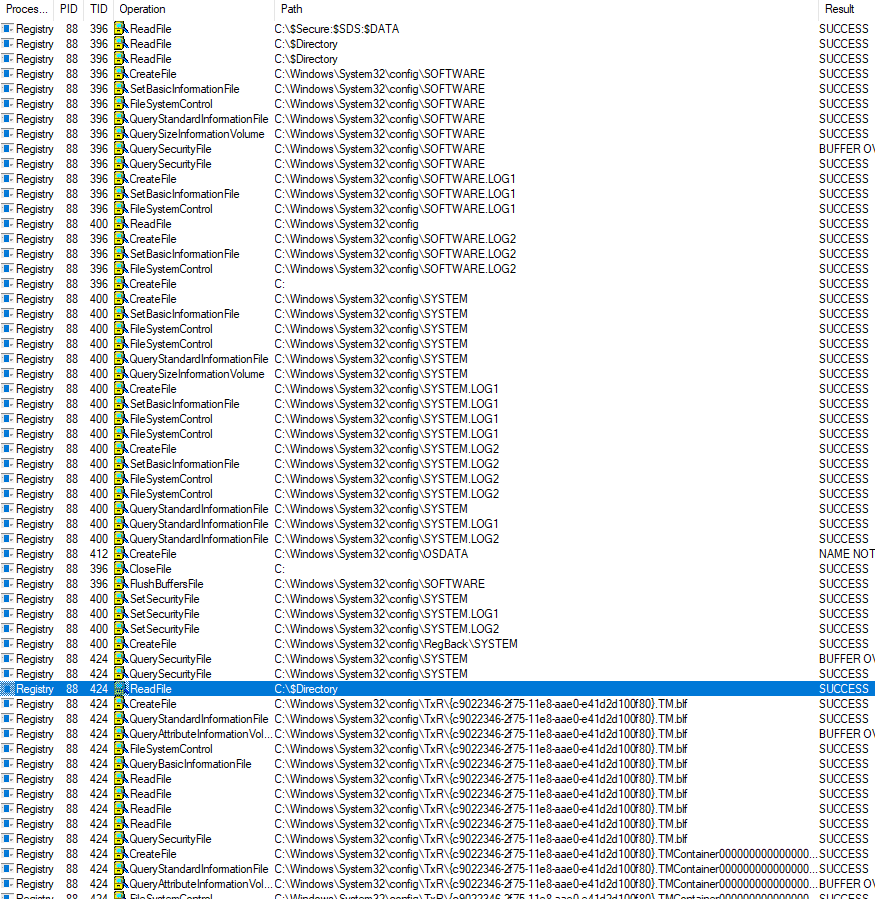 Proces... PID TID Operation Path Result
Registry 88 396 ReadFile C:\$Secure:$SDS:$DATA SUCCESS
Registry 88 396 ReadFile C:\$Directory SUCCESS
Registry 88 396 ReadFile C:\$Directory SUCCESS
Registry 88 396 CreateFile C:\Windows\System32\config\SOFTWARE SUCCESS
Registry 88 396 SetBasicInformationFile C:\Windows\System32\config\SOFTWARE SUCCESS
Registry 88 396 FileSystemControl C:\Windows\System32\config\SOFTWARE SUCCESS
Registry 88 396 QueryStandardInformationFile C:\Windows\System32\config\SOFTWARE SUCCESS
Registry 88 396 QuerySizeInformationVolume C:\Windows\System32\config\SOFTWARE SUCCESS
Registry 88 396 QuerySecurityFile C:\Windows\System32\config\SOFTWARE BUFFER OV
Registry 88 396 QuerySecurityFile C:\Windows\System32\config\SOFTWARE SUCCESS
Registry 88 396 CreateFile C:\Windows\System32\config\SOFTWARE.LOG1 SUCCESS
Registry 88 396 SetBasicInformationFile C:\Windows\System32\config\SOFTWARE.LOG1 SUCCESS
Registry 88 396 FileSystemControl C:\Windows\System32\config\SOFTWARE.LOG1 SUCCESS
Registry 88 400 ReadFile C:\Windows\System32\config SUCCESS
Registry 88 396 CreateFile C:\Windows\System32\config\SOFTWARE.LOG2 SUCCESS
Registry 88 396 SetBasicInformationFile C:\Windows\System32\config\SOFTWARE.LOG2 SUCCESS
Registry 88 396 FileSystemControl C:\Windows\System32\config\SOFTWARE.LOG2 SUCCESS
Registry 88 396 CreateFile C: SUCCESS
Registry 88 400 CreateFile C:\Windows\System32\config\SYSTEM SUCCESS
Registry 88 400 SetBasicInformationFile C:\Windows\System32\config\SYSTEM SUCCESS
Registry 88 400 FileSystemControl C:\Windows\System32\config\SYSTEM SUCCESS
Registry 88 400 FileSystemControl C:\Windows\System32\config\SYSTEM SUCCESS
Registry 88 400 QueryStandardInformationFile C:\Windows\System32\config\SYSTEM SUCCESS
Registry 88 400 QuerySizeInformationVolume C:\Windows\System32\config\SYSTEM SUCCESS
Registry 88 400 CreateFile C:\Windows\System32\config\SYSTEM.LOG1 SUCCESS
Registry 88 400 SetBasicInformationFile C:\Windows\System32\config\SYSTEM.LOG1 SUCCESS
Registry 88 400 FileSystemControl C:\Windows\System32\config\SYSTEM.LOG1 SUCCESS
Registry 88 400 FileSystemControl C:\Windows\System32\config\SYSTEM.LOG1 SUCCESS
Registry 88 400 CreateFile C:\Windows\System32\config\SYSTEM.LOG2 SUCCESS
Registry 88 400 SetBasicInformationFile C:\Windows\System32\config\SYSTEM.LOG2 SUCCESS
Registry 88 400 FileSystemControl C:\Windows\System32\config\SYSTEM.LOG2 SUCCESS
Registry 88 400 FileSystemControl C:\Windows\System32\config\SYSTEM.LOG2 SUCCESS
Registry 88 400 QueryStandardInformationFile C:\Windows\System32\config\SYSTEM SUCCESS
Registry 88 400 QueryStandardInformationFile C:\Windows\System32\config\SYSTEM.LOG1 SUCCESS
Registry 88 400 QueryStandardInformationFile C:\Windows\System32\config\SYSTEM.LOG2 SUCCESS
Registry 88 412 CreateFile C:\Windows\System32\config\OSDATA NAME NOT
Registry 88 396 CloseFile C: SUCCESS
Registry 88 396 FlushBuffersFile C:\Windows\System32\config\SOFTWARE SUCCESS
Registry 88 400 SetSecurityFile C:\Windows\System32\config\SYSTEM SUCCESS
Registry 88 400 SetSecurityFile C:\Windows\System32\config\SYSTEM.LOG1 SUCCESS
Registry 88 400 SetSecurityFile C:\Windows\System32\config\SYSTEM.LOG2 SUCCESS
Registry 88 400 CreateFile C:\Windows\System32\config\RegBack\SYSTEM SUCCESS
Registry 88 424 QuerySecurityFile C:\Windows\System32\config\SYSTEM BUFFER OV
Registry 88 424 QuerySecurityFile C:\Windows\System32\config\SYSTEM SUCCESS
Registry 88 424 ReadFile C:\$Directory SUCCESS
Registry 88 424 CreateFile C:\Windows\System32\config\TxR\{c9022346-2f75-11e8-aae0-e41d2d100f80}.TM.blf SUCCESS
Registry 88 424 QueryStandardInformationFile C:\Windows\System32\config\TxR\{c9022346-2f75-11e8-aae0-e41d2d100f80}.TM.blf SUCCESS
Registry 88 424 QueryAttributeInformationVol... C:\Windows\System32\config\TxR\{c9022346-2f75-11e8-aae0-e41d2d100f80}.TM.blf BUFFER OV
Registry 88 424 FileSystemControl C:\Windows\System32\config\TxR\{c9022346-2f75-11e8-aae0-e41d2d100f80}.TM.blf SUCCESS
Registry 88 424 QueryBasicInformationFile C:\Windows\System32\config\TxR\{c9022346-2f75-11e8-aae0-e41d2d100f80}.TM.blf SUCCESS
Registry 88 424 ReadFile C:\Windows\System32\config\TxR\{c9022346-2f75-11e8-aae0-e41d2d100f80}.TM.blf SUCCESS
Registry 88 424 ReadFile C:\Windows\System32\config\TxR\{c9022346-2f75-11e8-aae0-e41d2d100f80}.TM.blf SUCCESS
Registry 88 424 ReadFile C:\Windows\System32\config\TxR\{c9022346-2f75-11e8-aae0-e41d2d100f80}.TM.blf SUCCESS
Registry 88 424 ReadFile C:\Windows\System32\config\TxR\{c9022346-2f75-11e8-aae0-e41d2d100f80}.TM.blf SUCCESS
Registry 88 424 QuerySecurityFile C:\Windows\System32\config\TxR\{c9022346-2f75-11e8-aae0-e41d2d100f80}.TM.blf SUCCESS
Registry 88 424 CreateFile C:\Windows\System32\config\TxR\{c9022346-2f75-11e8-aae0-e41d2d100f80}.TMContainer000000000000000... SUCCESS
Registry 88 424 QueryStandardInformationFile C:\Windows\System32\config\TxR\{c9022346-2f75-11e8-aae0-e41d2d100f80}.TMContainer000000000000000... SUCCESS
Registry 88 424 QueryAttributeInformationVol... C:\Windows\System32\config\TxR\{c9022346-2f75-11e8-aae0-e41d2d100f80}.TMContainer000000000000000... BUFFER OV
Registry 88 424 FileSystemControl C:\Windows\System32\config\TxR\{c9022346-2f75-11e8-aae0-e41d2d100f80}.TMContainer000000000000000... SUCCESS